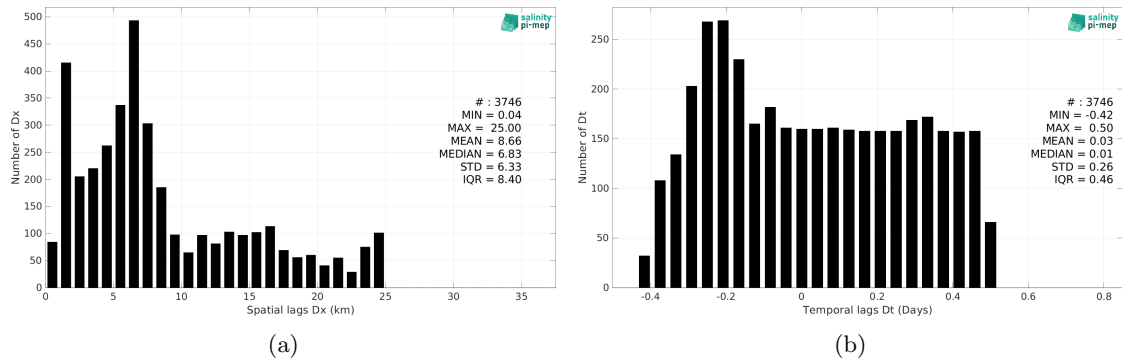 salinity
pi-mep
500
450
400
350
300
250
200
150
100
50
0
Number of Dx
# : 3746
MIN = 0.04
MAX = 25.00
MEAN = 8.66
MEDIAN = 6.83
STD = 6.33
IQR = 8.40
0 5 10 15 20 25 30 35
Spatial lags Dx (km)
(a)
salinity
pi-mep
250
200
150
100
50
0
Number of Dt
# : 3746
MIN = -0.42
MAX = 0.50
MEAN = 0.03
MEDIAN = 0.01
STD = 0.26
IQR = 0.46
-0.4 -0.2 0 0.2 0.4 0.6 0.8
Temporal lags Dt (Days)
(b)